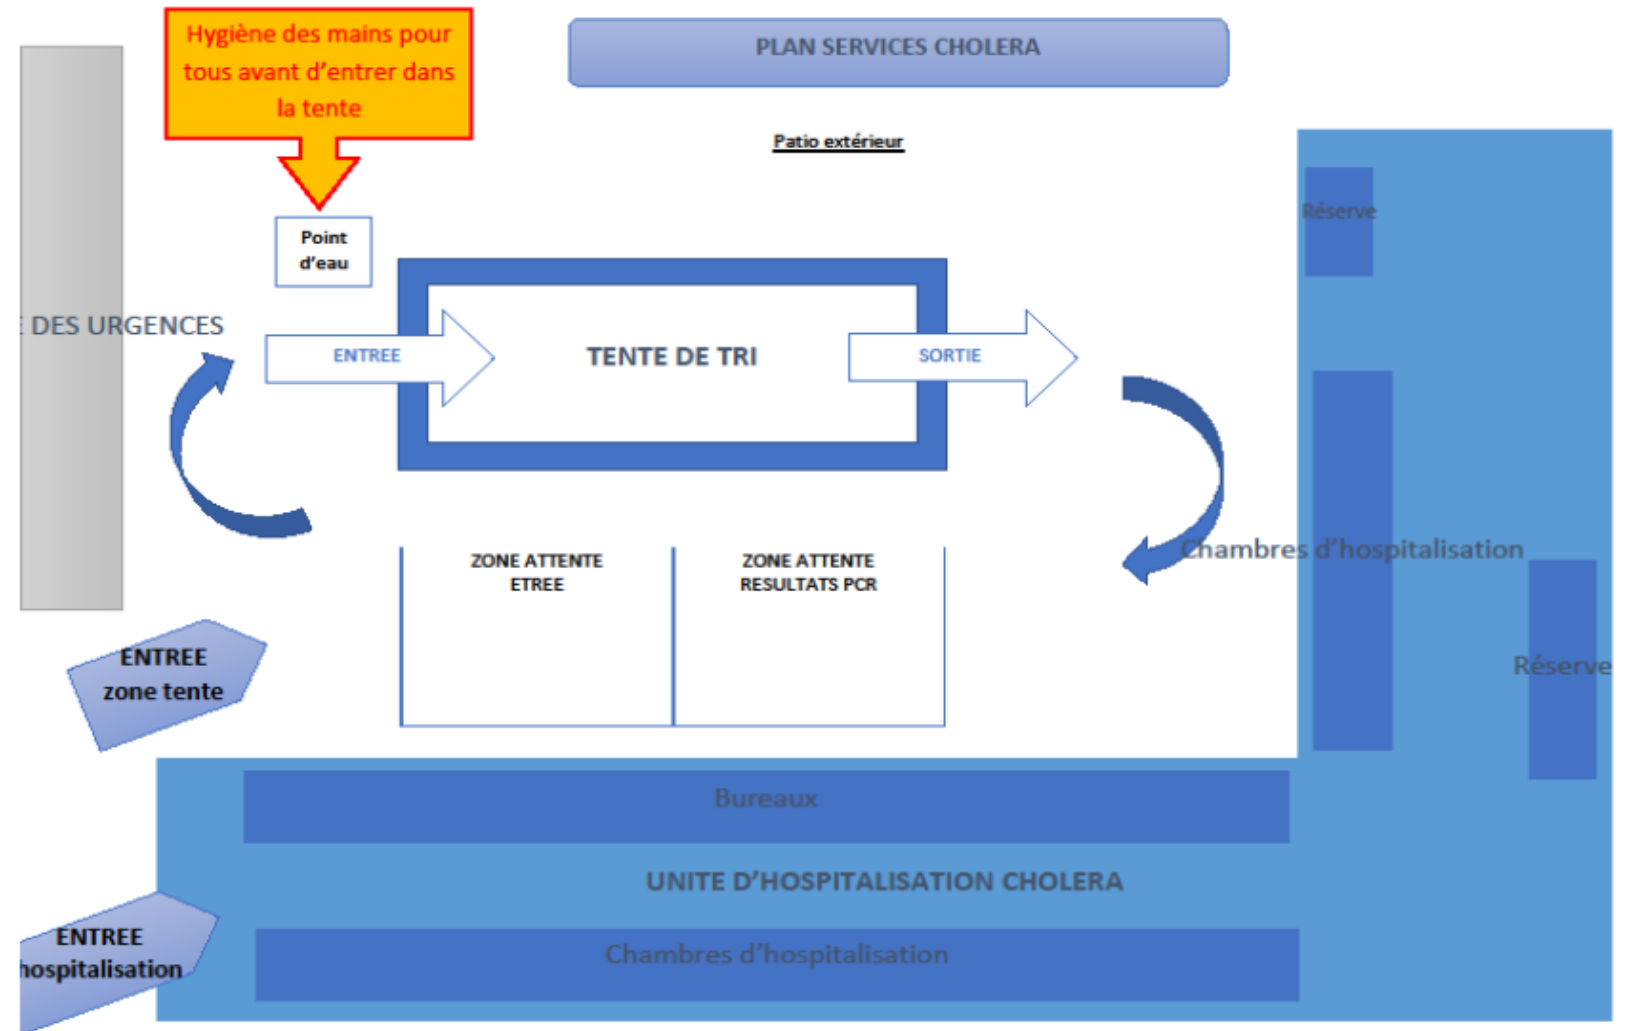 Hygiène des mains pour
tous avant d'entrer dans
la tente
PLAN SERVICES CHOLERA
Patio extérieur
Réserve
Point
d'eau
DES URGENCES
ENTREE
TENTE DE TRI
SORTIE
Chambres d'hospitalisation
ZONE ATTENTE
ETREE
ZONE ATTENTE
RESULTATS PCR
ENTREE
zone tente
Réserve
Bureaux
UNITE D'HOSPITALISATION CHOLERA
ENTREE
hospitalisation
Chambres d'hospitalisation